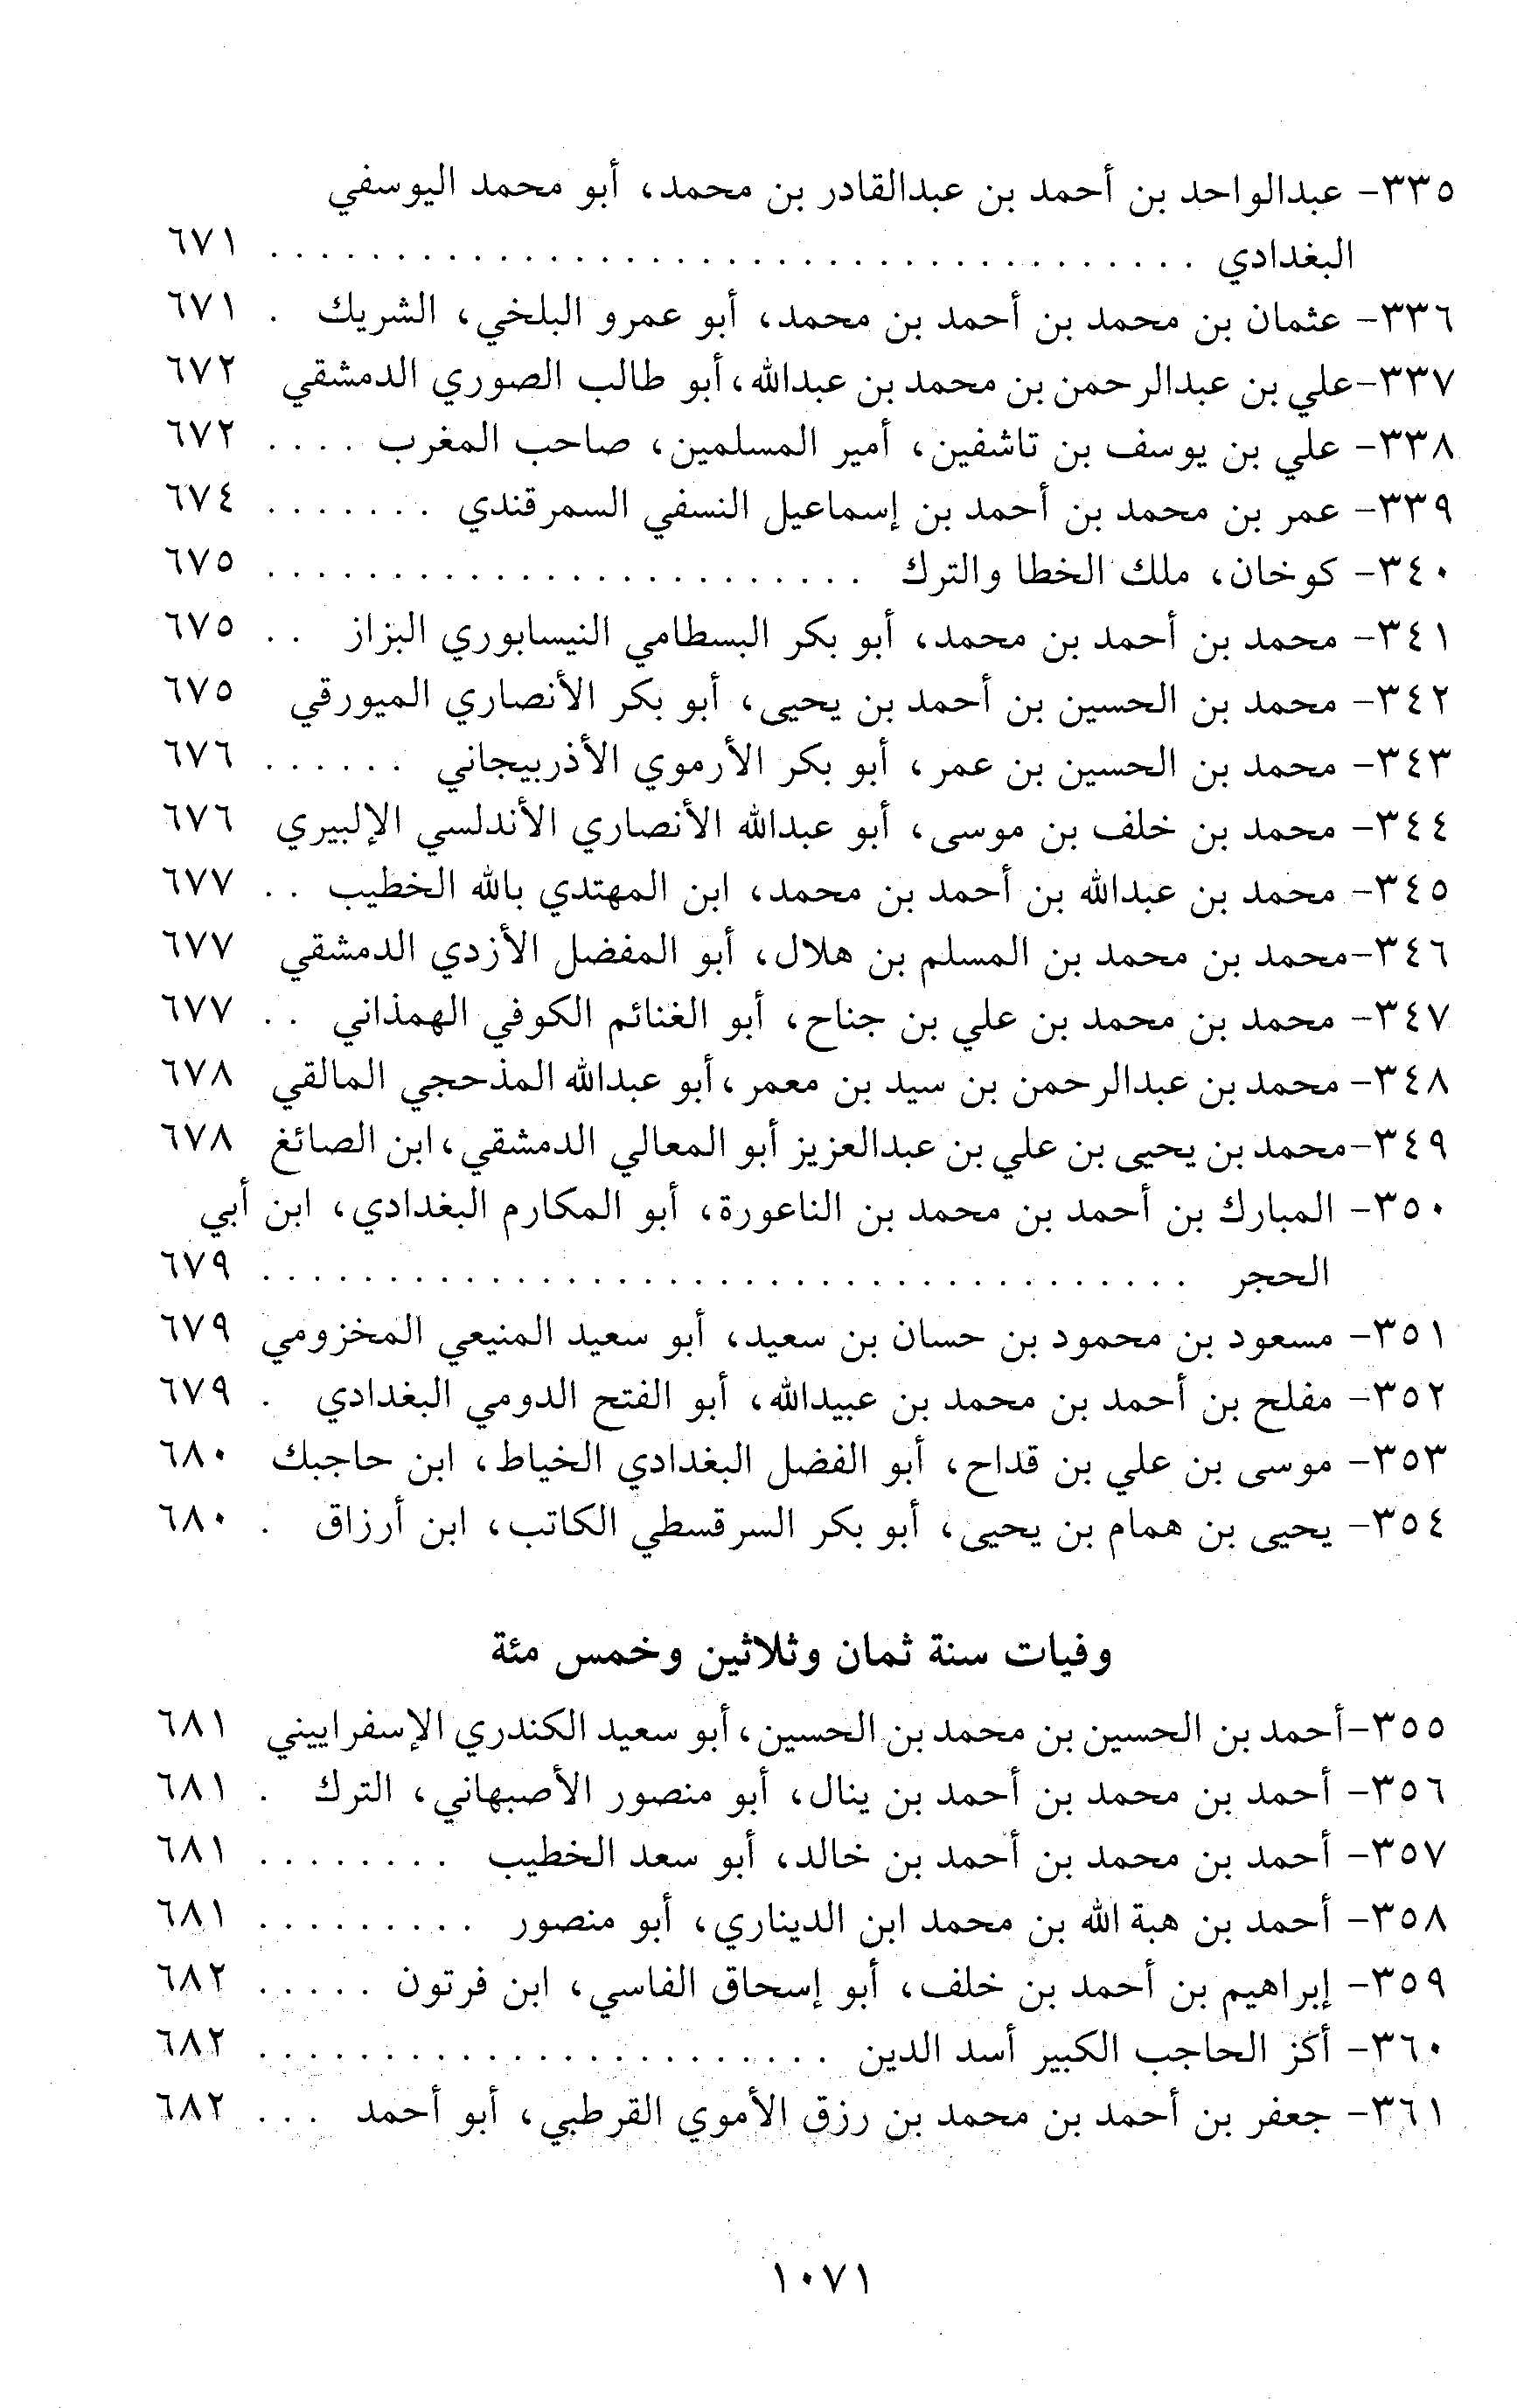 ٣٣٥- عبدالواحد بن أحمد بن عبدالقادر بن محمد، أبو محمد اليوسفي
البغدادي . . . . . . . . . . . . . . . . . . . . . . . . . . . . . . . . . . . . . ٦٧١
٣٣٦- عثمان بن محمد بن أحمد بن محمد، أبو عمرو البلخي، الشريك . ٦٧١
٣٣٧-علي بن عبدالرحمن بن محمد بن عبدالله،أبو طالب الصوري الدمشقي ٦٧٢
٣٣٨- علي بن يوسف بن تاشفين، أمير المسلمين، صاحب المغرب . . . . ٦٧٢
٣٣٩- عمر بن محمد بن أحمد بن إسماعيل النسفي السمرقندي . . . . . . . ٦٧٤
٣٤٠- كوخان، ملك الخطا والترك . . . . . . . . . . . . . . . . . . . . . . . . ٦٧٥
٣٤١- محمد بن أحمد بن محمد، أبو بكر البسطامي النيسابوري البزاز . . ٦٧٥
٣٤٢- محمد بن الحسين بن أحمد بن يحيى، أبو بكر الأنصاري الميورقي ٦٧٥
٣٤٣- محمد بن الحسين بن عمر، أبو بكر الأرموي الأذربيجاني . . . . . . ٦٧٦
٣٤٤- محمد بن خلف بن موسى، أبو عبدالله الأنصاري الأندلسي الإلبيري ٦٧٦
٣٤٥- محمد بن عبدالله بن أحمد بن محمد، ابن المهتدي بالله الخطيب . . ٦٧٧
٣٤٦-محمد بن محمد بن المسلم بن هلال، أبو المفضل الأزدي الدمشقي ٦٧٧
٣٤٧- محمد بن محمد بن علي بن جناح، أبو الغنائم الكوفي الهمذاني . . ٦٧٧
٣٤٨- محمد بن عبدالرحمن بن سيد بن معمر،أبو عبدالله المذحجي المالقي ٦٧٨
٣٤٩-محمد بن يحيى بن علي بن عبدالعزيز أبو المعالي الدمشقي،ابن الصائغ ٦٧٨
٣٥٠- المبارك بن أحمد بن محمد بن الناعورة، أبو المكارم البغدادي، ابن أبي
الحجر . . . . . . . . . . . . . . . . . . . . . . . . . . . . . . . . . . . . . ٦٧٩
٣٥١- مسعود بن محمود بن حسان بن سعيد، أبو سعيد المنيعي المخزومي ٦٧٩
٣٥٢- مفلح بن أحمد بن محمد بن عبيدالله، أبو الفتح الدومي البغدادي . ٦٧٩
٣٥٣- موسى بن علي بن قداح، أبو الفضل البغدادي الخياط، ابن حاجبك ٦٨٠
٣٥٤- يحيى بن همام بن يحيى، أبو بكر السرقسطي الكاتب، ابن أرزاق . ٦٨٠
وفيات سنة ثمان وثلاثين وخمس مئة
٣٥٥-أحمد بن الحسين بن محمد بن الحسين،أبو سعيد الكندري الإسفراييني ٦٨١
٣٥٦- أحمد بن محمد بن أحمد بن ينال، أبو منصور الأصبهاني، الترك . ٦٨١
٣٥٧- أحمد بن محمد بن أحمد بن خالد، أبو سعد الخطيب . . . . . . . . ٦٨١
٣٥٨- أحمد بن هبة الله بن محمد ابن الديناري، أبو منصور . . . . . . . . . ٦٨١
٣٥٩- إبراهيم بن أحمد بن خلف، أبو إسحاق الفاسي، ابن فرتون . . . . . ٦٨٢
٣٦٠- أكز الحاجب الكبير أسد الدين . . . . . . . . . . . . . . . . . . . . . . . ٦٨٢
٣٦١- جعفر بن أحمد بن محمد بن رزق الأموي القرطبي، أبو أحمد . . . ٦٨٢
١٠٧١